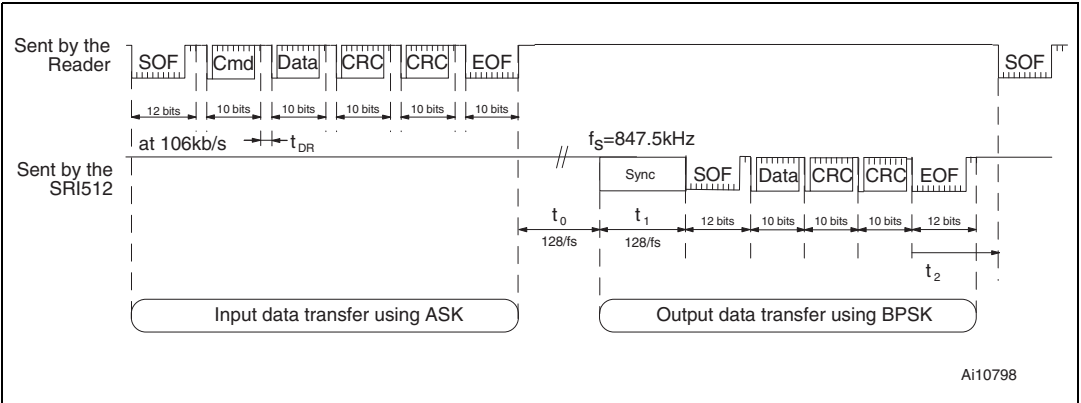 Sent by the
Reader
SOF Cmd Data CRC CRC EOF SOF
12 bits 10 bits 10 bits 10 bits 10 bits 10 bits
at 106kb/s tDR
fS=847.5kHz
Sent by the
SRI512
Sync SOF Data CRC CRC EOF
t0 t1 12 bits 10 bits 10 bits 10 bits 12 bits
128/fs 128/fs
t2
Input data transfer using ASK Output data transfer using BPSK
Ai10798